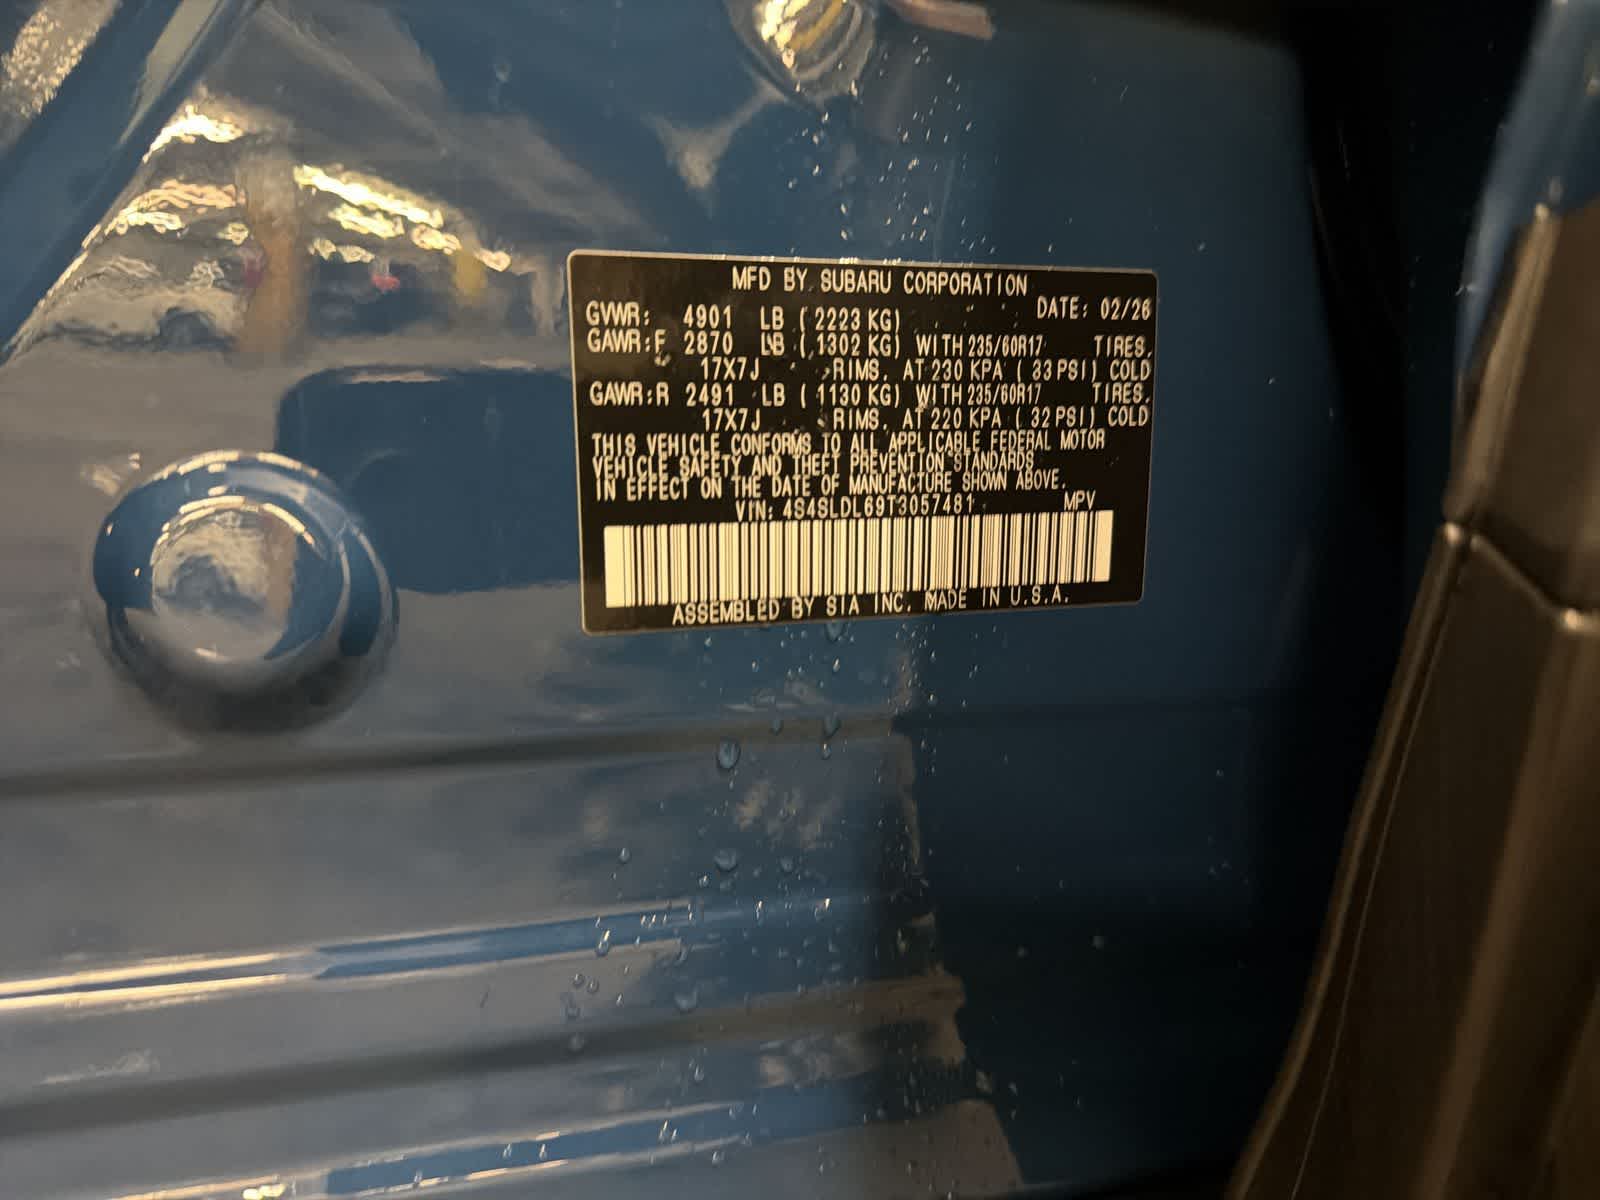 MFD BY SUBARU CORPORATION
DATE: 02/26
GVWR: 4901 LB (2223 KG)
GAWR:F 2870 LB (1302 KG) WITH 235/60R17 TIRES,
17X7J RIMS, AT 230 KPA (33 PSI) COLD
GAWR:R 2491 LB (1130 KG) WITH 235/60R17 TIRES,
17X7J RIMS, AT 220 KPA (32 PSI) COLD
THIS VEHICLE CONFORMS TO ALL APPLICABLE FEDERAL MOTOR
VEHICLE SAFETY AND THEFT PREVENTION STANDARDS
IN EFFECT ON THE DATE OF MANUFACTURE SHOWN ABOVE.
VIN: 4S4SLDL69T3057481 MPV
ASSEMBLED BY SIA INC. MADE IN U.S.A.